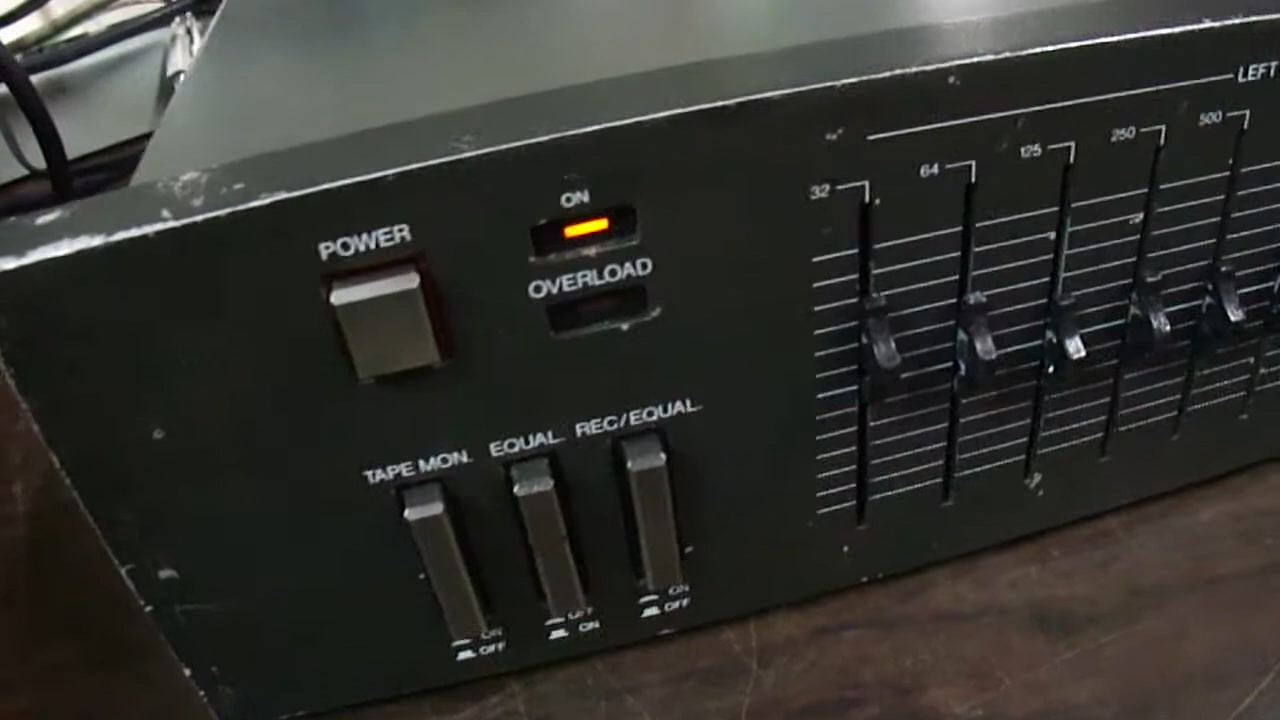 LEFT
32 64 125 250 500
POWER
ON
OVERLOAD
TAPE MON. EQUAL. REC/EQUAL.
ON
OFF
OFF
ON
ON
OFF